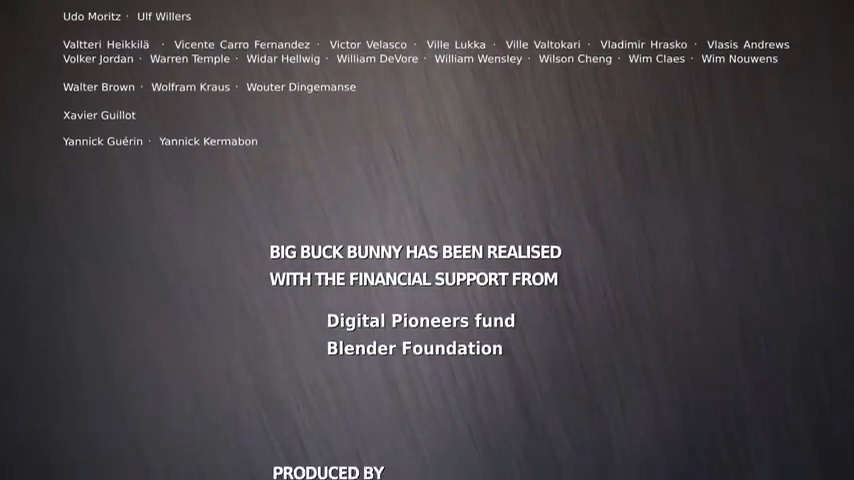 Udo Moritz · Ulf Willers
Valtteri Heikkilä · Vicente Carro Fernandez · Victor Velasco · Ville Lukka · Ville Valtokari · Vladimir Hrasko · Vlasis Andrews
Volker Jordan · Warren Temple · Widar Hellwig · William DeVore · William Wensley · Wilson Cheng · Wim Claes · Wim Nouwens
Walter Brown · Wolfram Kraus · Wouter Dingemanse
Xavier Guillot
Yannick Guérin · Yannick Kermabon
BIG BUCK BUNNY HAS BEEN REALISED
WITH THE FINANCIAL SUPPORT FROM
Digital Pioneers fund
Blender Foundation
PRODUCED BY